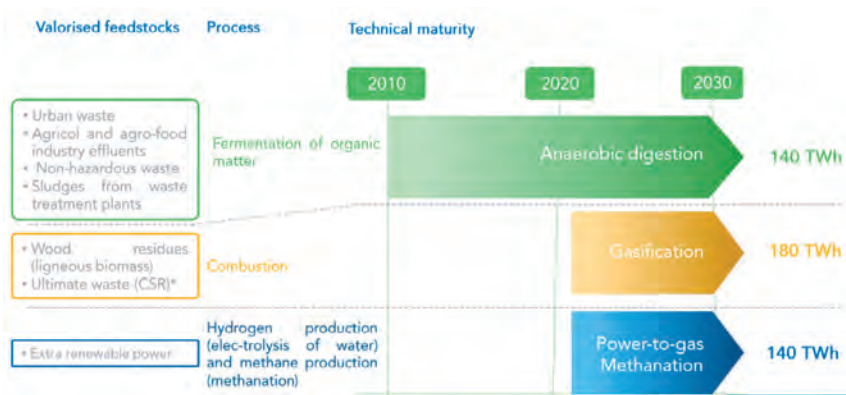 Valorised feedstocks
Process
Technical maturity
2010
2020
2030
• Urban waste
• Agricol and agro-food
industry effluents
• Non-hazardous waste
• Sludges from waste
treatment plants
Fermentation of organic
matter
Anaerobic digestion
140 TWh
• Wood residues
(ligneous biomass)
• Ultimate waste (CSR)*
Combustion
Gasification
180 TWh
• Extra renewable power
Hydrogen production
(elec-trolysis of water)
and methane production
(methanation)
Power-to-gas
Methanation
140 TWh